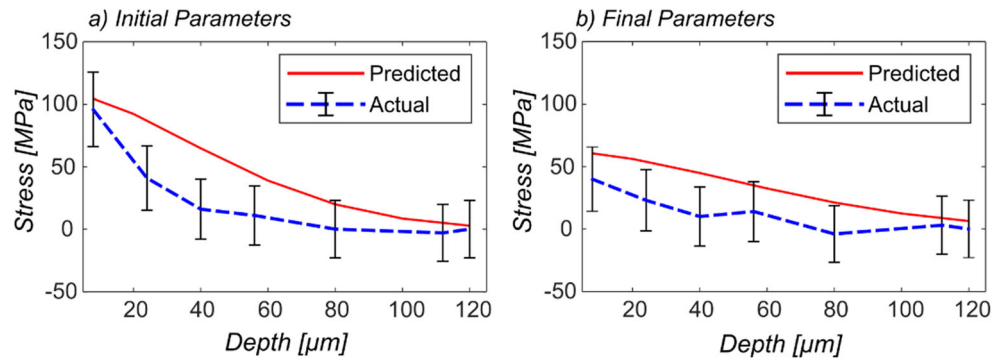 a) Initial Parameters
150
100
50
0
-50
Stress [MPa]
Predicted
Actual
20 40 60 80 100 120
Depth [µm]
b) Final Parameters
150
100
50
0
-50
Stress [MPa]
Predicted
Actual
20 40 60 80 100 120
Depth [µm]